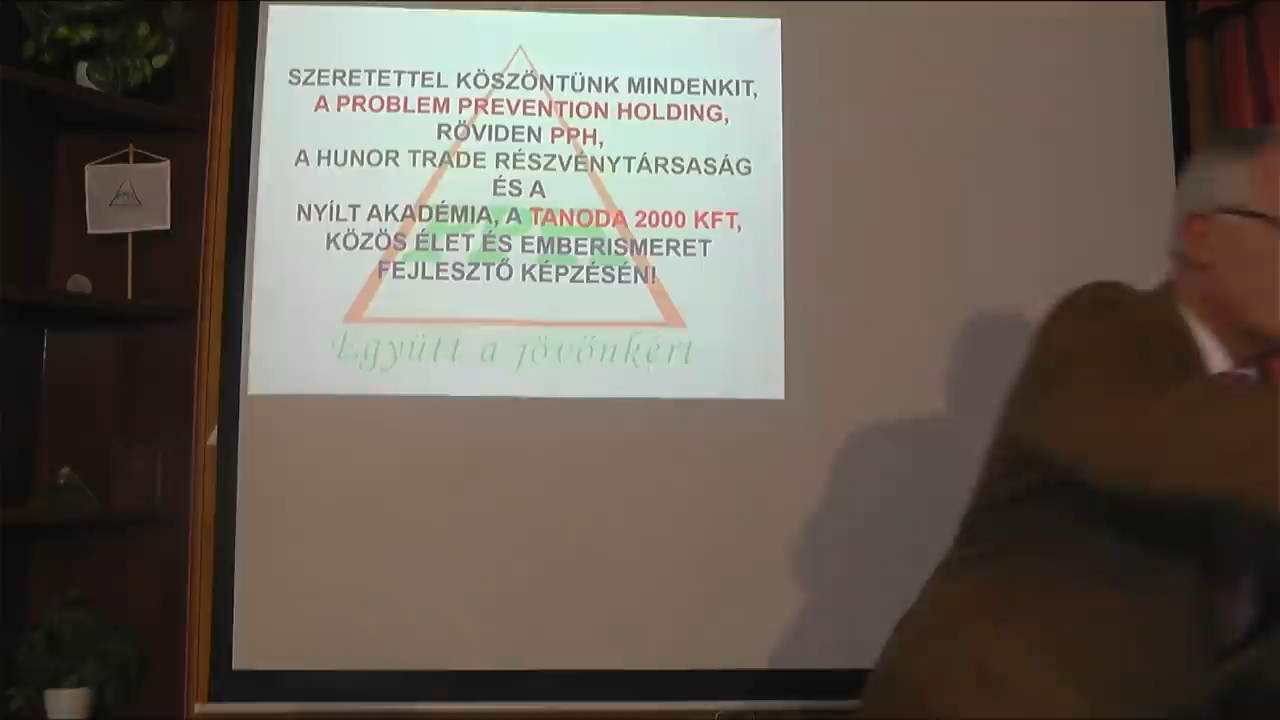 SZERETETTEL KÖSZÖNTÜNK MINDENKIT,
A PROBLEM PREVENTION HOLDING,
RÖVIDEN PPH,
A HUNOR TRADE RÉSZVÉNYTÁRSASÁG
ÉS A
NYÍLT AKADÉMIA, A TANODA 2000 KFT,
KÖZÖS ÉLET ÉS EMBERISMERET
FEJLESZTŐ KÉPZÉSÉN!
PPH
Együtt a jövőnkért